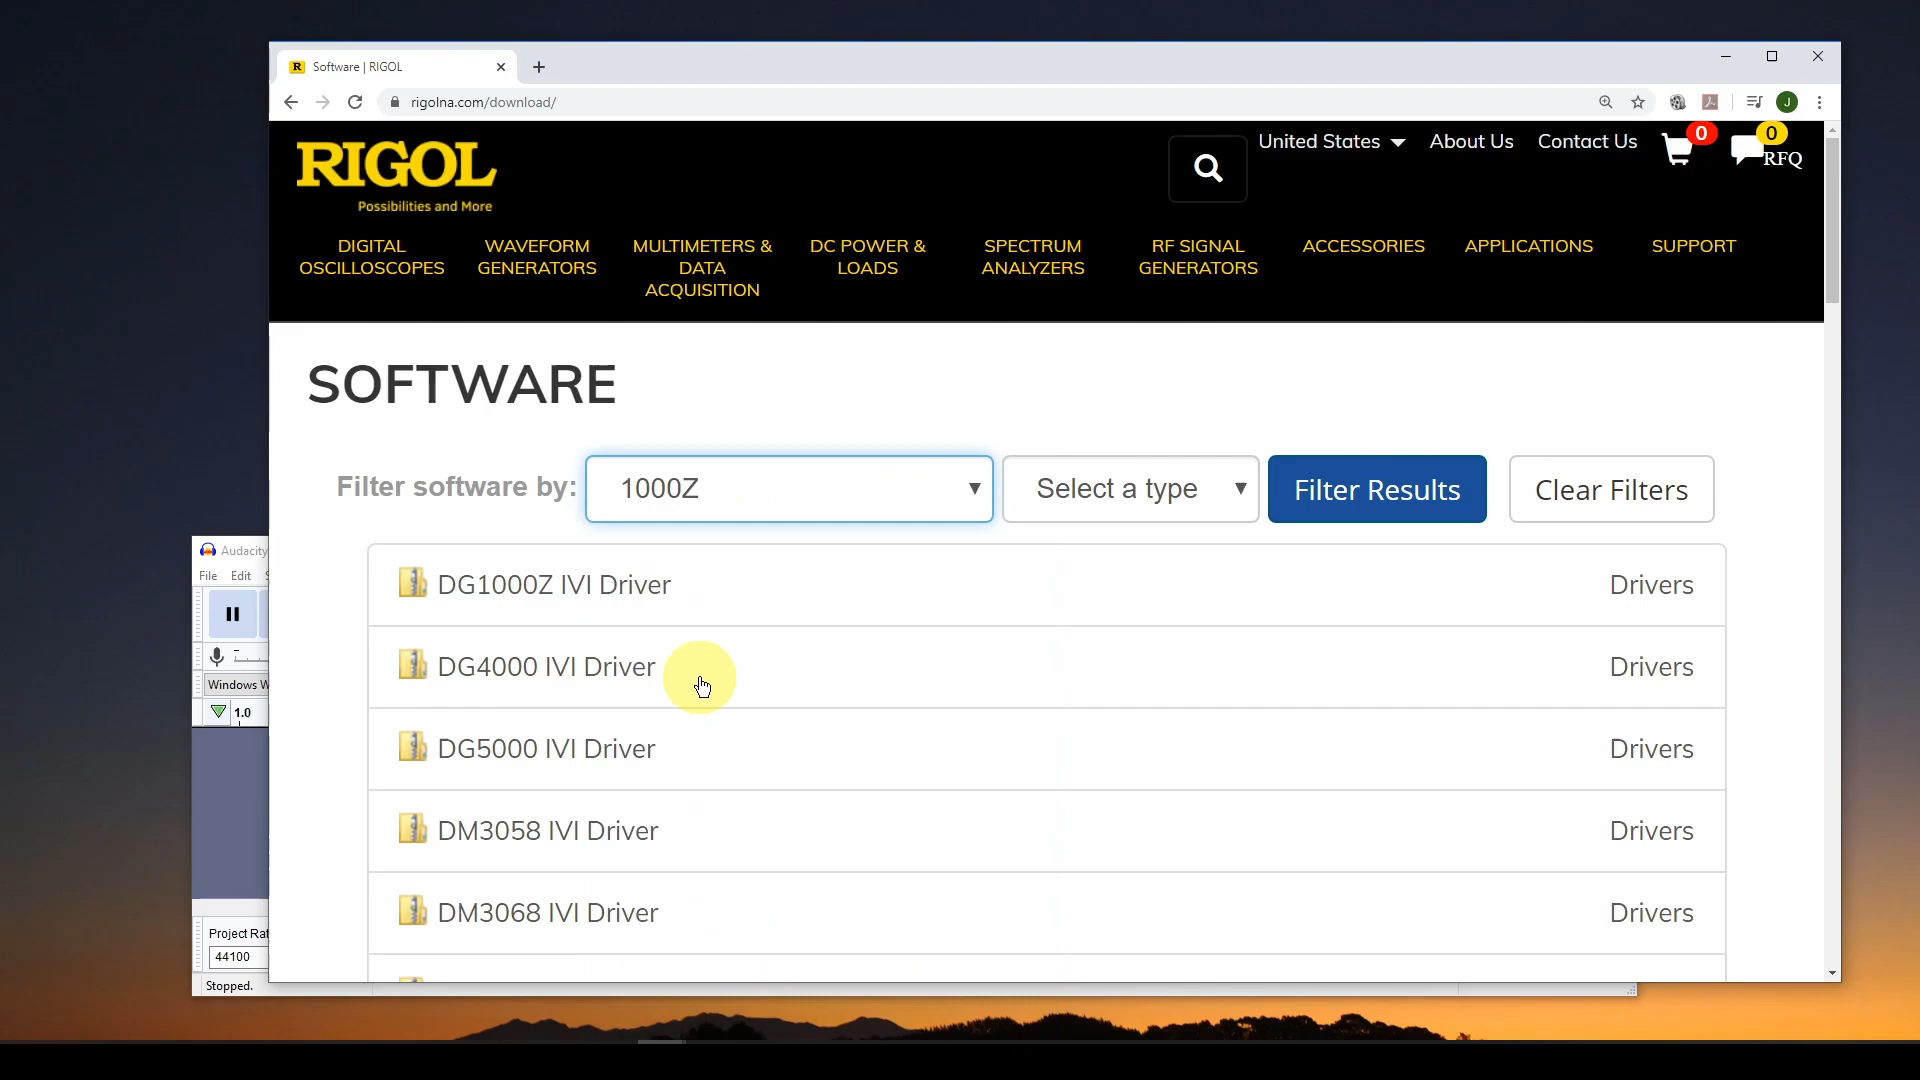 Software | RIGOL
rigolna.com/download/
J
RIGOL
Possibilities and More
United States
About Us
Contact Us
0
0
RFQ
DIGITAL
OSCILLOSCOPES
WAVEFORM
GENERATORS
MULTIMETERS &
DATA
ACQUISITION
DC POWER &
LOADS
SPECTRUM
ANALYZERS
RF SIGNAL
GENERATORS
ACCESSORIES
APPLICATIONS
SUPPORT
SOFTWARE
Filter software by:
1000Z
Select a type
Filter Results
Clear Filters
DG1000Z IVI Driver
Drivers
DG4000 IVI Driver
Drivers
DG5000 IVI Driver
Drivers
DM3058 IVI Driver
Drivers
DM3068 IVI Driver
Drivers
Audacity
File Edit
Windows W
1.0
Project Rat
44100
Stopped.